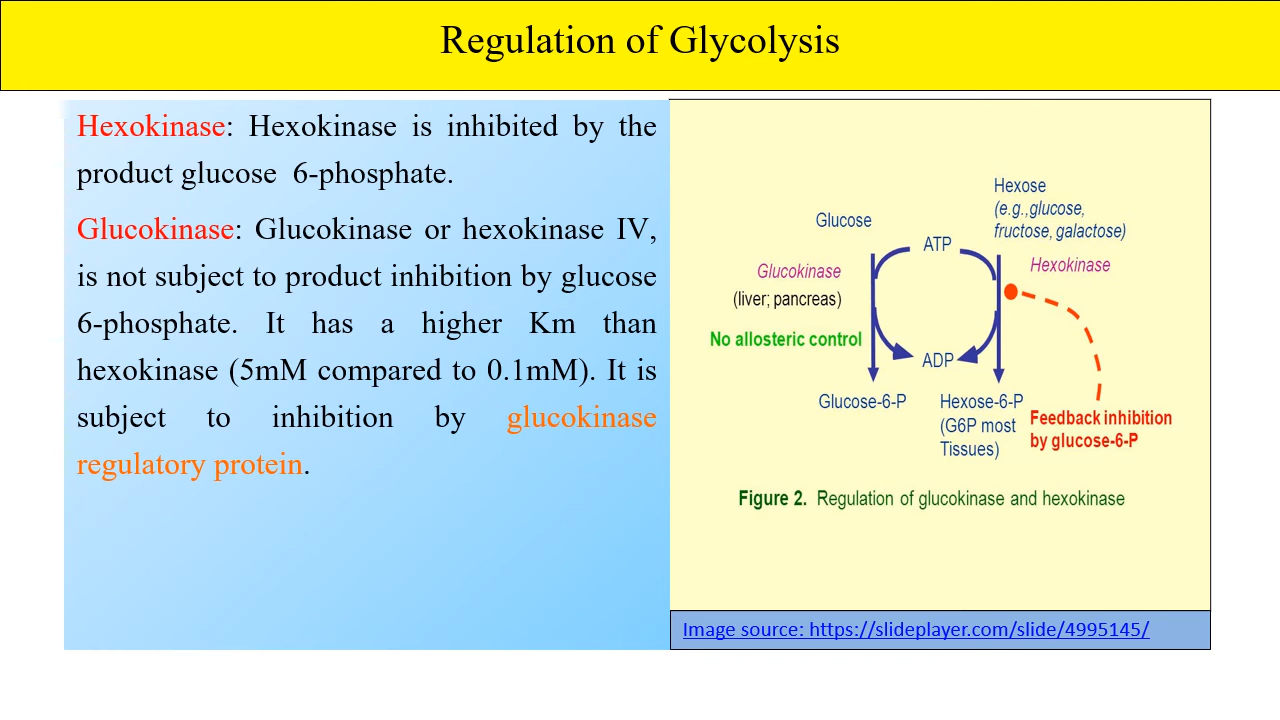 Regulation of Glycolysis
Hexokinase: Hexokinase is inhibited by the
product glucose 6-phosphate.
Glucokinase: Glucokinase or hexokinase IV,
is not subject to product inhibition by glucose
6-phosphate. It has a higher Km than
hexokinase (5mM compared to 0.1mM). It is
subject to inhibition by glucokinase
regulatory protein.
Hexose
(e.g.,glucose,
fructose, galactose)
Glucose
ATP
Glucokinase
(liver; pancreas)
Hexokinase
No allosteric control
ADP
Glucose-6-P
Hexose-6-P
(G6P most
Tissues)
Feedback inhibition
by glucose-6-P
Figure 2. Regulation of glucokinase and hexokinase
Image source: https://slideplayer.com/slide/4995145/